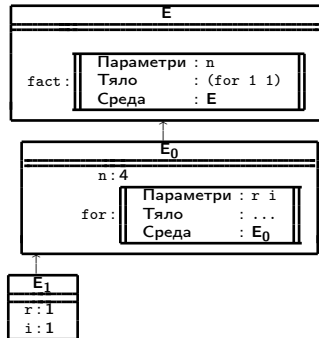 E
fact :
Параметри : n
Тяло : (for 1 1)
Среда : E
E0
n : 4
for :
Параметри : r i
Тяло : ...
Среда : E0
E1
r : 1
i : 1